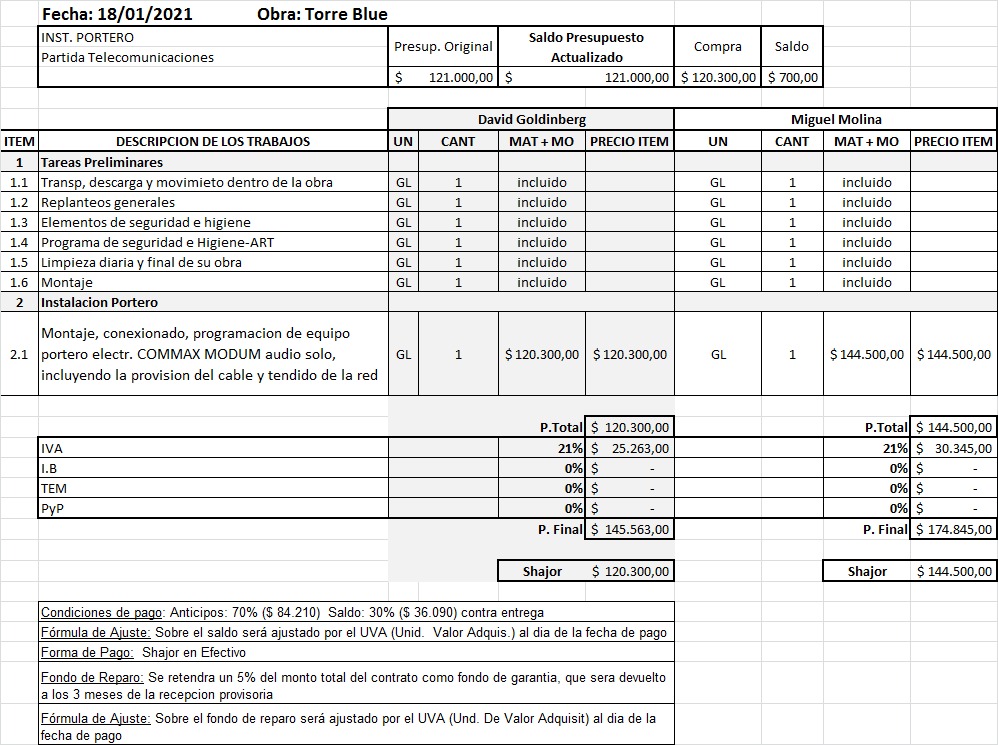 Fecha: 18/01/2021 Obra: Torre Blue
INST. PORTERO
Partida Telecomunicaciones
Presup. Original Saldo Presupuesto Actualizado Compra Saldo
$ 121.000,00 $ 121.000,00 $ 120.300,00 $ 700,00
David Goldinberg Miguel Molina
ITEM DESCRIPCION DE LOS TRABAJOS UN CANT MAT + MO PRECIO ITEM UN CANT MAT + MO PRECIO ITEM
1 Tareas Preliminares
1.1 Transp, descarga y movimieto dentro de la obra GL 1 incluido GL 1 incluido
1.2 Replanteos generales GL 1 incluido GL 1 incluido
1.3 Elementos de seguridad e higiene GL 1 incluido GL 1 incluido
1.4 Programa de seguridad e Higiene-ART GL 1 incluido GL 1 incluido
1.5 Limpieza diaria y final de su obra GL 1 incluido GL 1 incluido
1.6 Montaje GL 1 incluido GL 1 incluido
2 Instalacion Portero
Montaje, conexionado, programacion de equipo
2.1 portero electr. COMMAX MODUM audio solo, GL 1 $ 120.300,00 $ 120.300,00 GL 1 $ 144.500,00 $ 144.500,00
incluyendo la provision del cable y tendido de la red
P.Total $ 120.300,00 P.Total $ 144.500,00
IVA 21% $ 25.263,00 21% $ 30.345,00
I.B 0% $ - 0% $ -
TEM 0% $ - 0% $ -
PyP 0% $ - 0% $ -
P. Final $ 145.563,00 P. Final $ 174.845,00
Shajor $ 120.300,00 Shajor $ 144.500,00
Condiciones de pago: Anticipos: 70% ($ 84.210) Saldo: 30% ($ 36.090) contra entrega
Fórmula de Ajuste: Sobre el saldo será ajustado por el UVA (Unid. Valor Adquis.) al dia de la fecha de pago
Forma de Pago: Shajor en Efectivo
Fondo de Reparo: Se retendra un 5% del monto total del contrato como fondo de garantia, que sera devuelto
a los 3 meses de la recepcion provisoria
Fórmula de Ajuste: Sobre el fondo de reparo será ajustado por el UVA (Und. De Valor Adquisit) al dia de la
fecha de pago